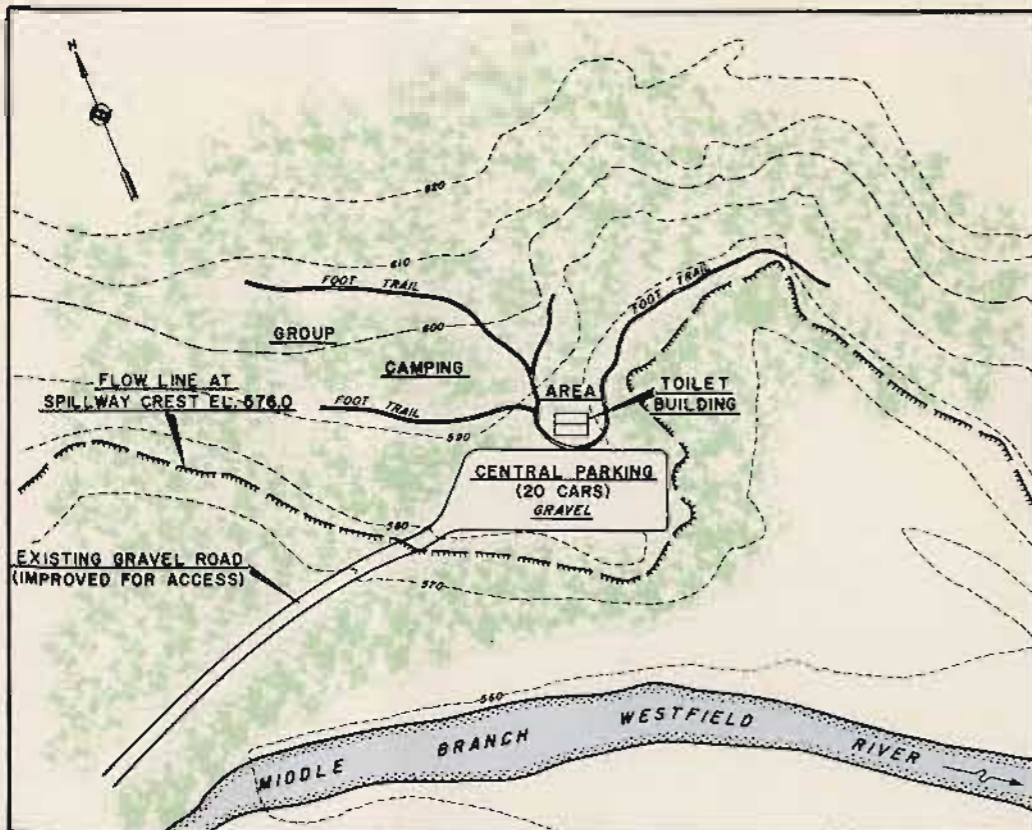 N
620
610
FOOT TRAIL
FOOT TRAIL
600
GROUP
CAMPING
FLOW LINE AT
SPILLWAY CREST EL. 576.0
AREA
TOILET
BUILDING
FOOT TRAIL
590
CENTRAL PARKING
(20 CARS)
GRAVEL
580
EXISTING GRAVEL ROAD
(IMPROVED FOR ACCESS)
570
560
MIDDLE BRANCH WESTFIELD RIVER